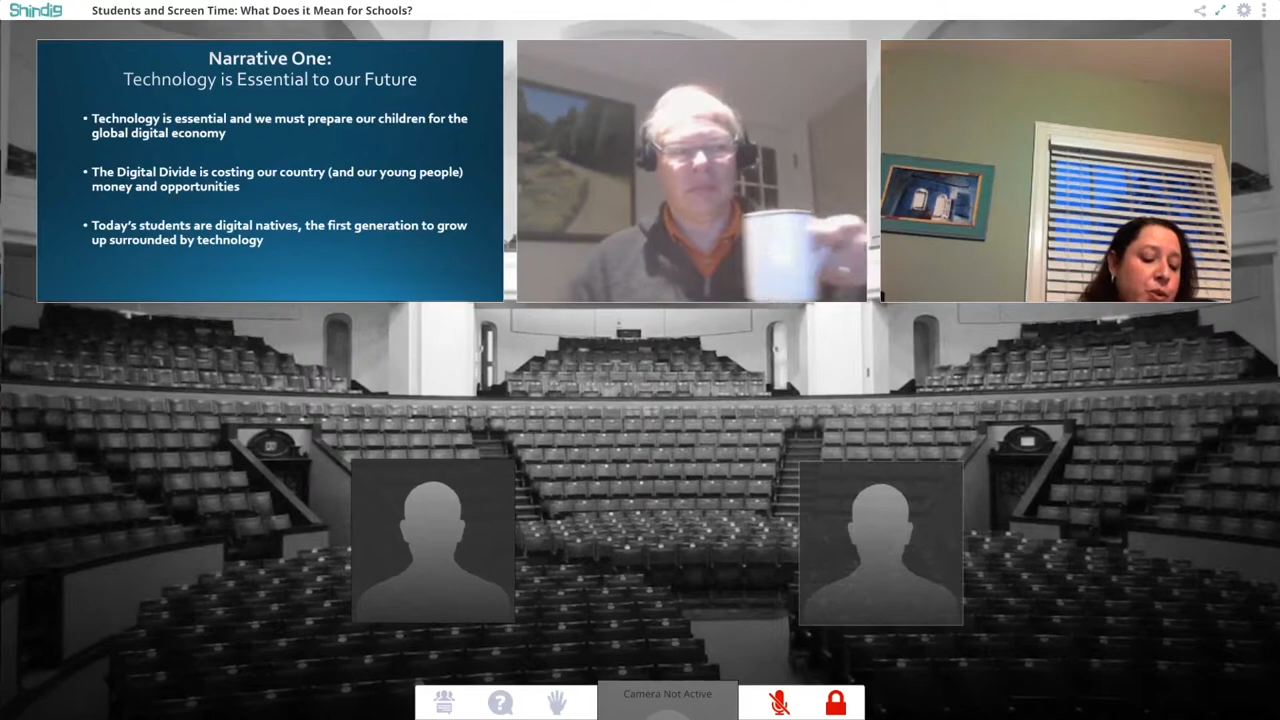 Shindig
Students and Screen Time: What Does it Mean for Schools?
Narrative One:
Technology is Essential to our Future
• Technology is essential and we must prepare our children for the
global digital economy
• The Digital Divide is costing our country (and our young people)
money and opportunities
• Today's students are digital natives, the first generation to grow
up surrounded by technology
Camera Not Active